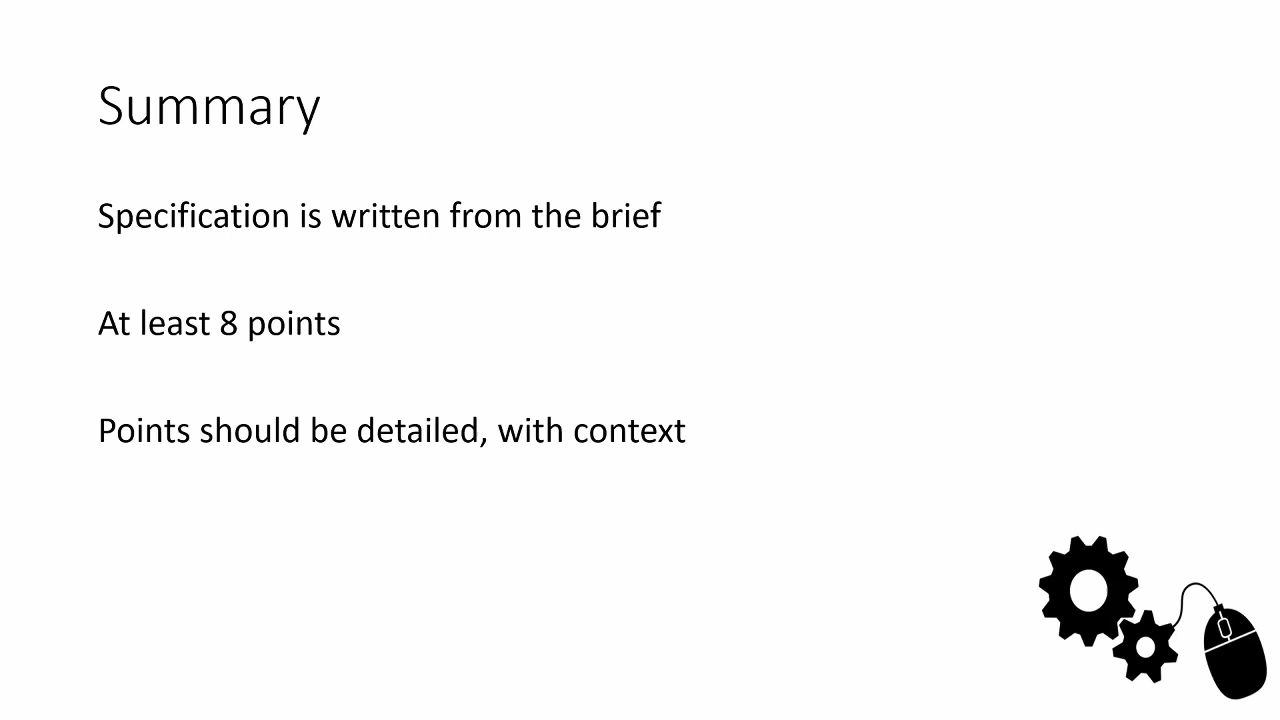 Summary
Specification is written from the brief
At least 8 points
Points should be detailed, with context